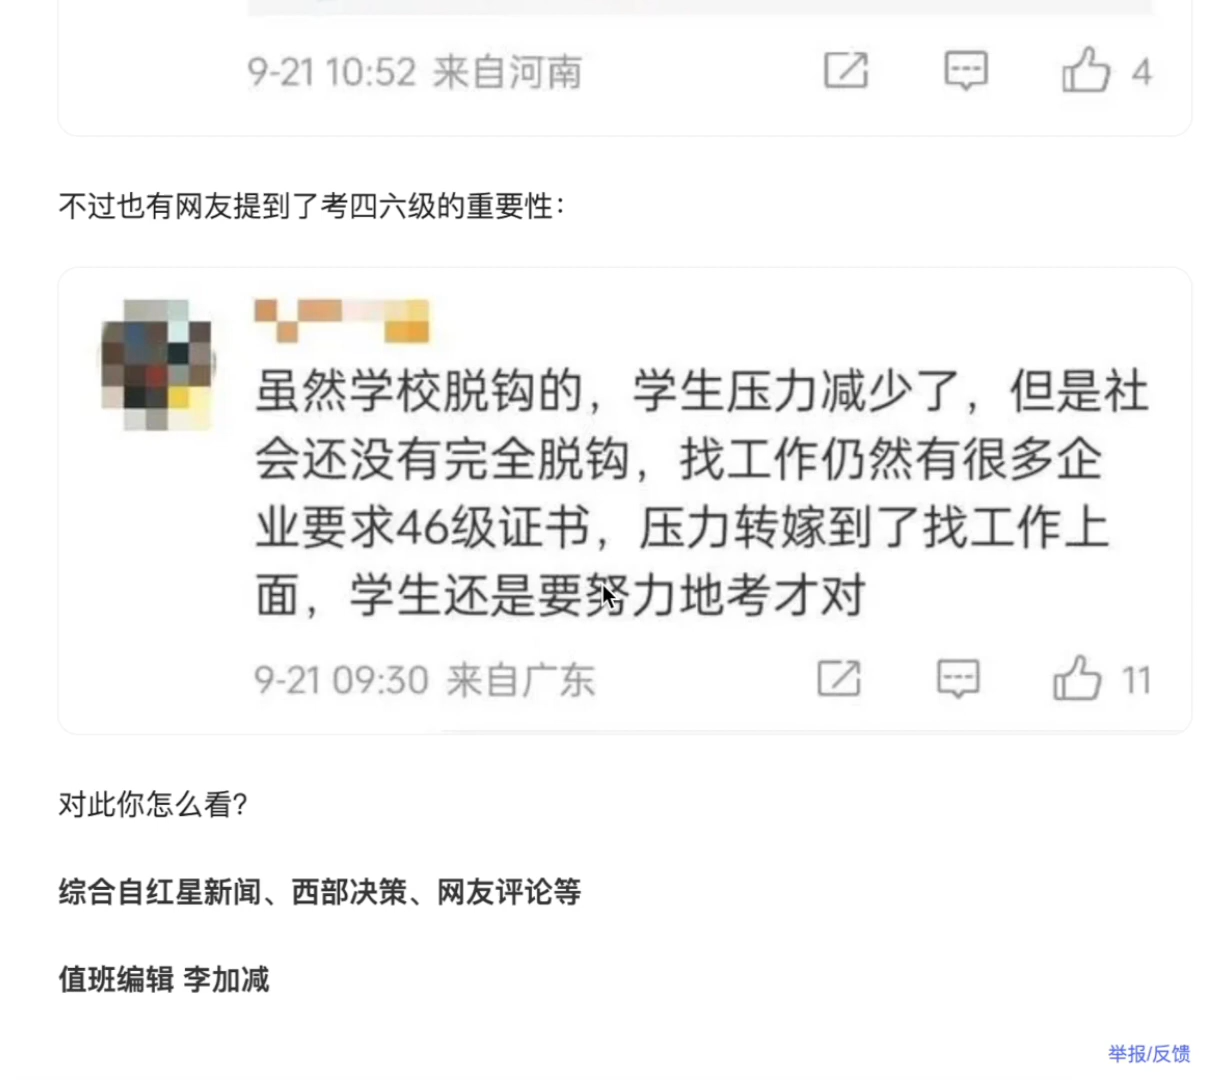 9-21 10:52 来自河南
4
不过也有网友提到了考四六级的重要性：
虽然学校脱钩的，学生压力减少了，但是社
会还没有完全脱钩，找工作仍然有很多企
业要求46级证书，压力转嫁到了找工作上
面，学生还是要努力地考才对
9-21 09:30 来自广东
11
对此你怎么看？
综合自红星新闻、西部决策、网友评论等
值班编辑 李加减
举报/反馈